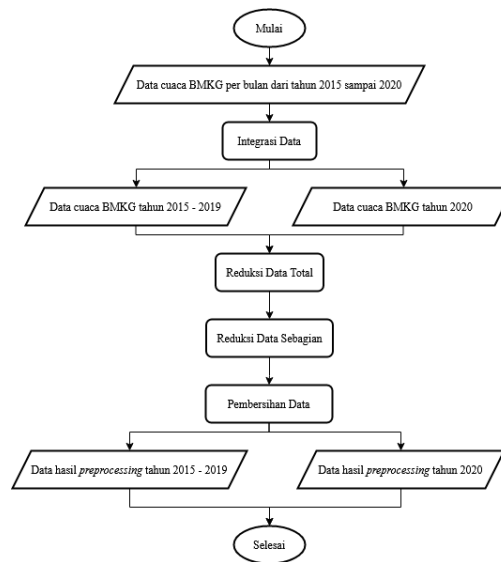 Mulai
Data cuaca BMKG per bulan dari tahun 2015 sampai 2020
Integrasi Data
Data cuaca BMKG tahun 2015 - 2019
Data cuaca BMKG tahun 2020
Reduksi Data Total
Reduksi Data Sebagian
Pembersihan Data
Data hasil preprocessing tahun 2015 - 2019
Data hasil preprocessing tahun 2020
Selesai